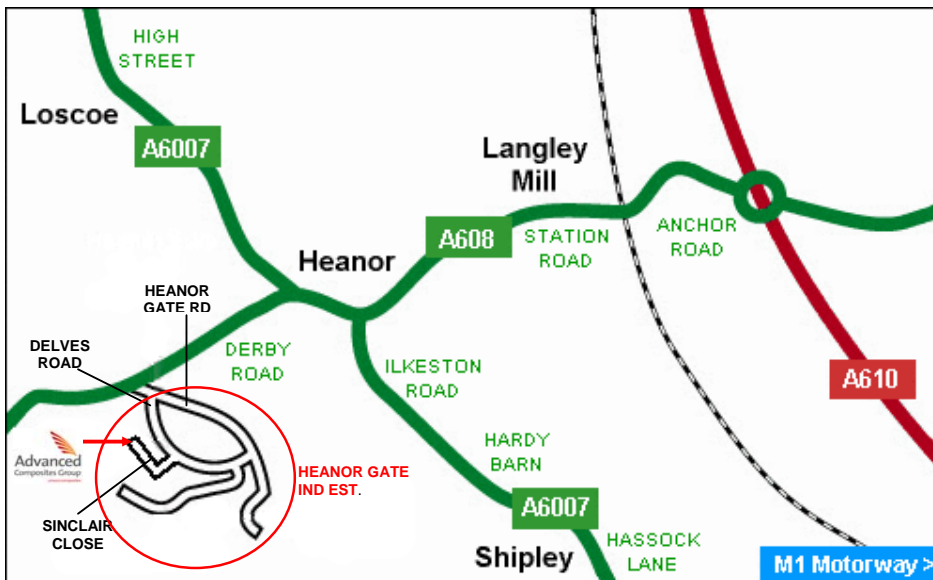 HIGH
STREET
Loscoe
A6007
Langley
Mill
A608
STATION
ROAD
ANCHOR
ROAD
Heanor
HEANOR
GATE RD
DELVES
ROAD
DERBY
ROAD
ILKESTON
ROAD
A610
HARDY
BARN
Advanced
Composites Group
HEANOR GATE
IND EST.
A6007
SINCLAIR
CLOSE
Shipley
HASSOCK
LANE
M1 Motorway >